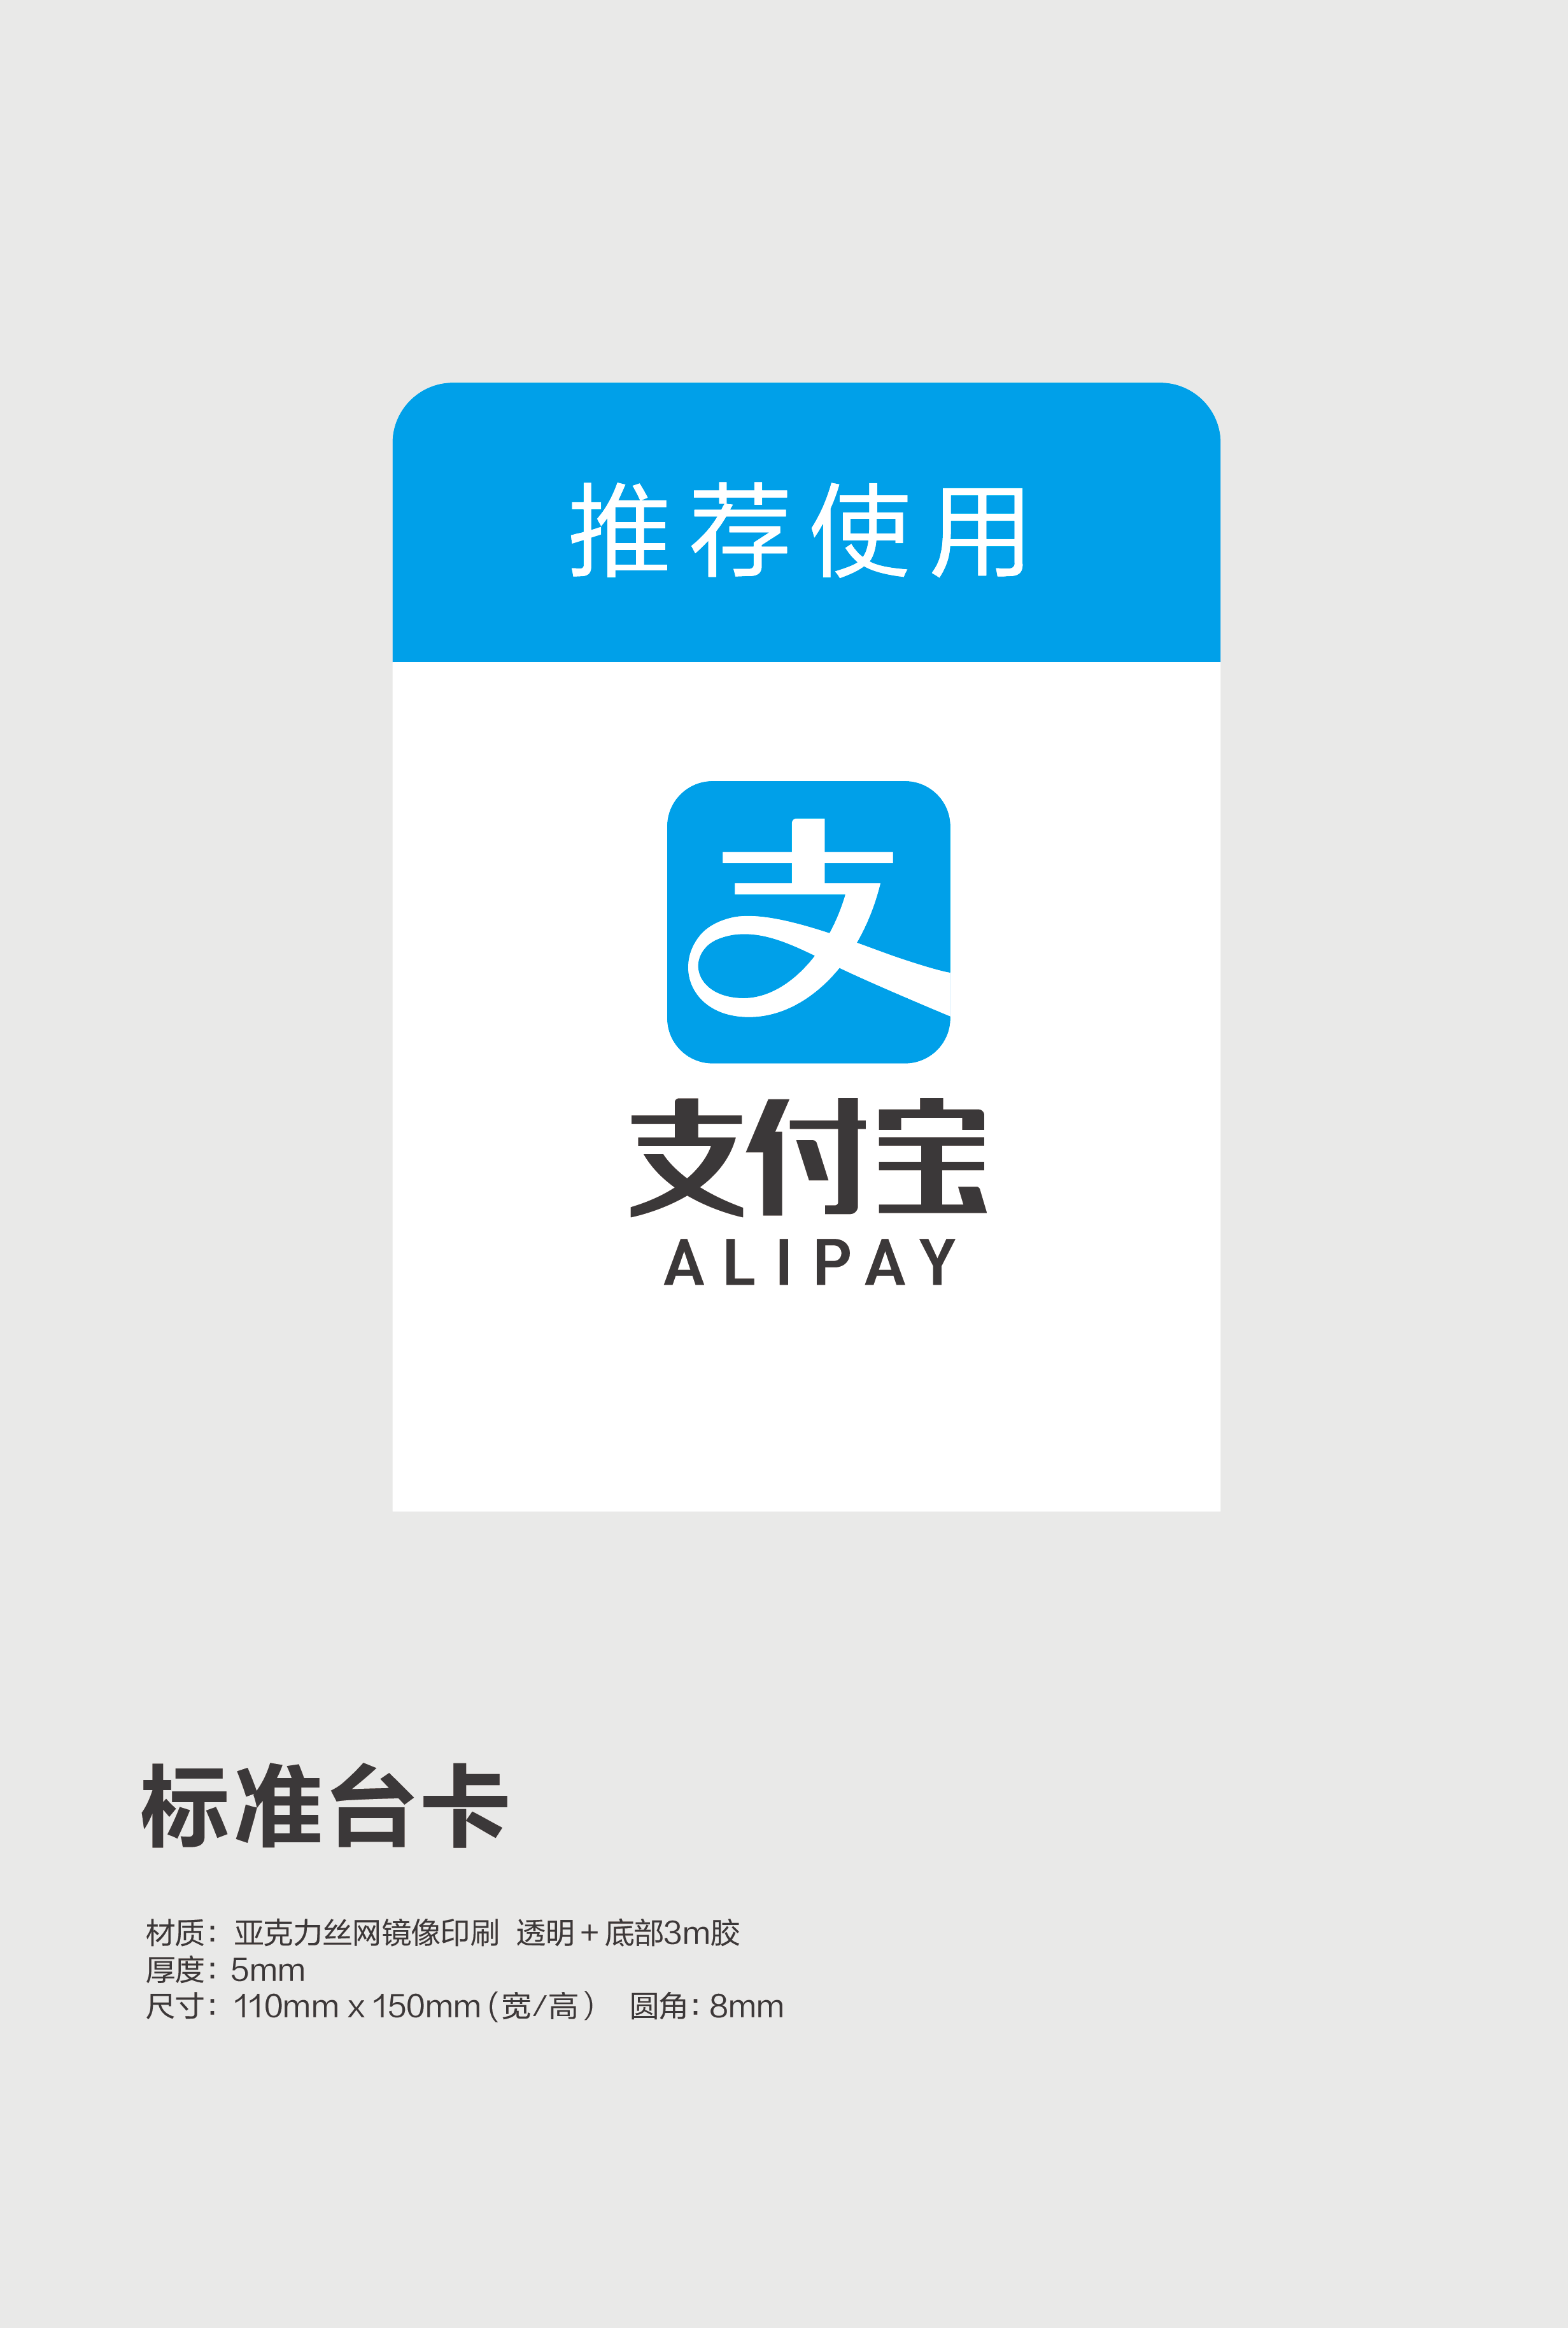 推荐使用
支
支付宝
ALIPAY
标准台卡
材质：亚克力丝网镜像印刷 透明+底部3m胶
厚度：5mm
尺寸：110mm x 150mm（宽/高） 圆角：8mm